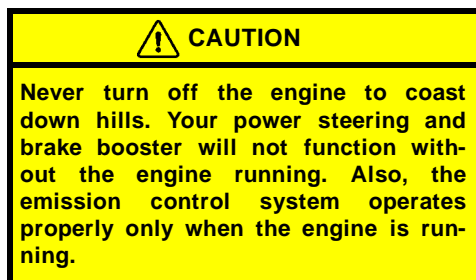 CAUTION
Never turn off the engine to coast
down hills. Your power steering and
brake booster will not function with-
out the engine running. Also, the
emission control system operates
properly only when the engine is run-
ning.